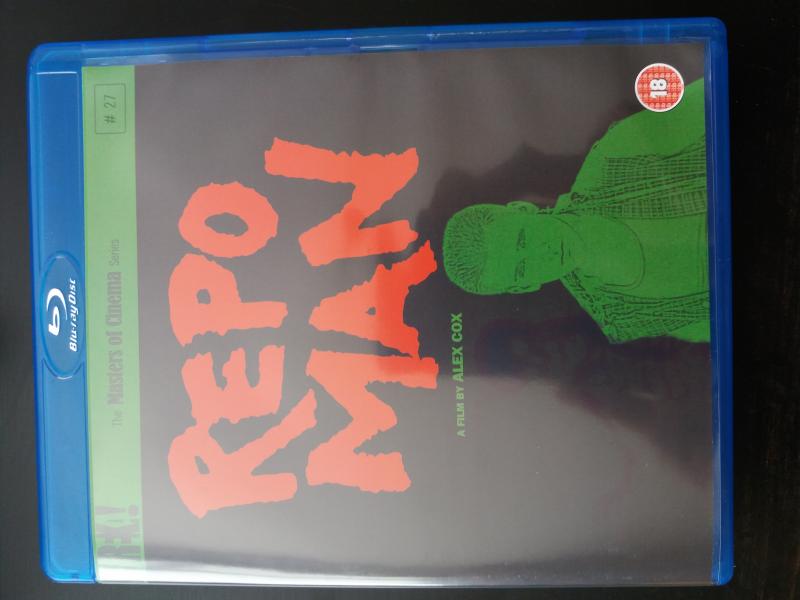 Blu-ray Disc
The Masters of Cinema Series
# 27
18
REPO
MAN
A FILM BY ALEX COX